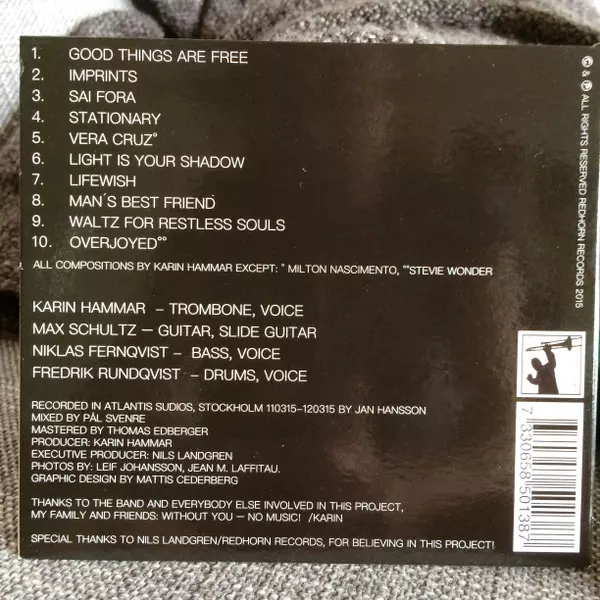 1. GOOD THINGS ARE FREE
2. IMPRINTS
3. SAI FORA
4. STATIONARY
5. VERA CRUZ°
6. LIGHT IS YOUR SHADOW
7. LIFEWISH
8. MAN´S BEST FRIEND
9. WALTZ FOR RESTLESS SOULS
10. OVERJOYED°°
ALL COMPOSITIONS BY KARIN HAMMAR EXCEPT: ° MILTON NASCIMENTO, °°STEVIE WONDER
KARIN HAMMAR – TROMBONE, VOICE
MAX SCHULTZ – GUITAR, SLIDE GUITAR
NIKLAS FERNQVIST – BASS, VOICE
FREDRIK RUNDQVIST – DRUMS, VOICE
RECORDED IN ATLANTIS SUDIOS, STOCKHOLM 110315–120315 BY JAN HANSSON
MIXED BY PÅL SVENRE
MASTERED BY THOMAS EDBERGER
PRODUCER: KARIN HAMMAR
EXECUTIVE PRODUCER: NILS LANDGREN
PHOTOS BY: LEIF JOHANSSON, JEAN M. LAFFITAU.
GRAPHIC DESIGN BY MATTIS CEDERBERG
THANKS TO THE BAND AND EVERYBODY ELSE INVOLVED IN THIS PROJECT,
MY FAMILY AND FRIENDS: WITHOUT YOU – NO MUSIC! /KARIN
SPECIAL THANKS TO NILS LANDGREN/REDHORN RECORDS, FOR BELIEVING IN THIS PROJECT!
© & ℗ ALL RIGHTS RESERVED REDHORN RECORDS 2015
7 330658 501387